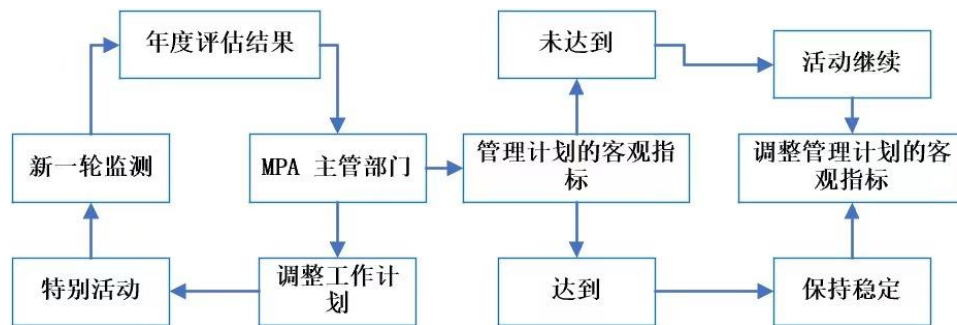 年度评估结果
未达到
活动继续
新一轮监测
MPA 主管部门
管理计划的客观指
标
调整管理计划的客
观指标
特别活动
调整工作计
划
达到
保持稳定